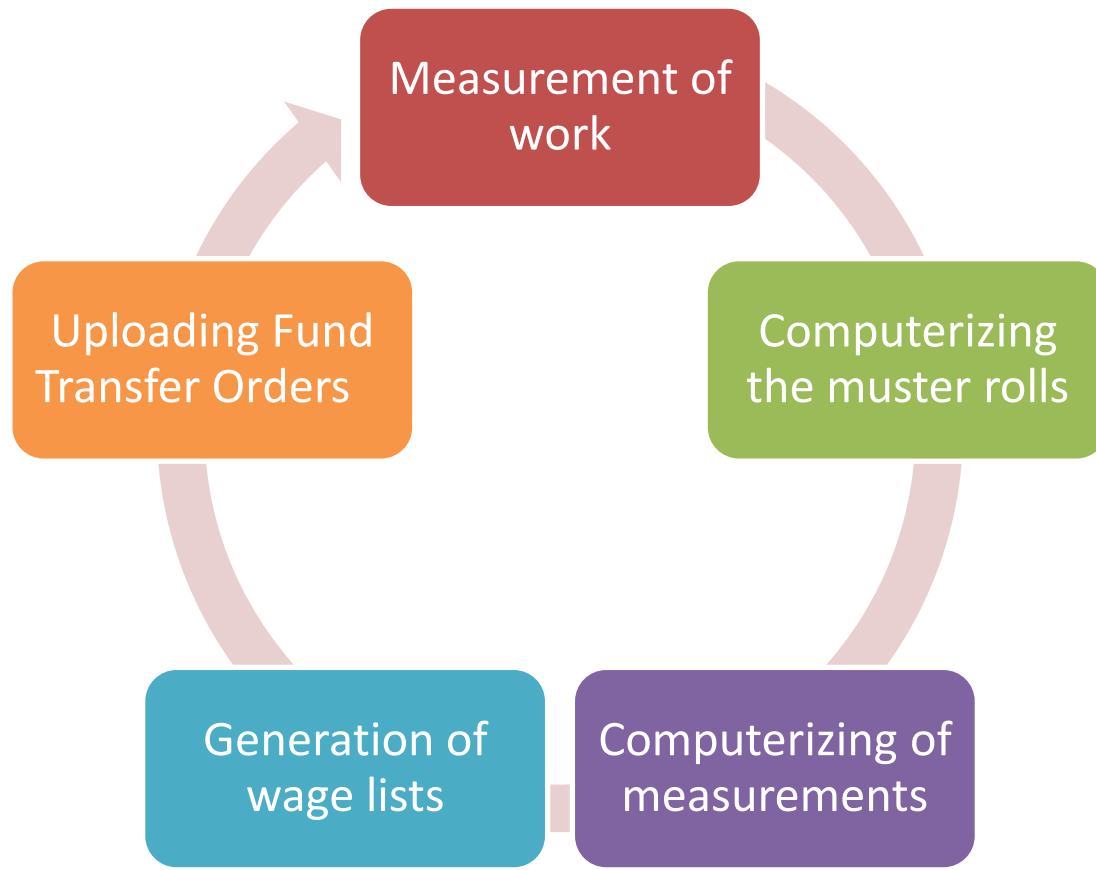 Measurement of
work
Computerizing
the muster rolls
Computerizing of
measurements
Generation of
wage lists
Uploading Fund
Transfer Orders